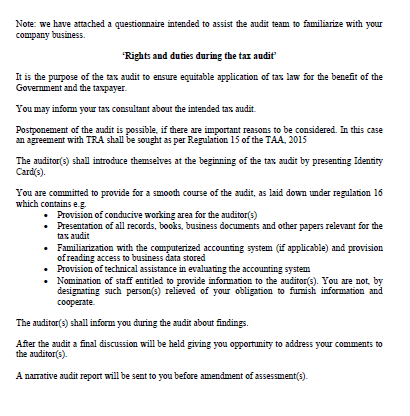 Note: we have attached a questionnaire intended to assist the audit team to familiarize with your
company business.
‘Rights and duties during the tax audit’
It is the purpose of the tax audit to ensure equitable application of tax law for the benefit of the
Government and the taxpayer.
You may inform your tax consultant about the intended tax audit.
Postponement of the audit is possible, if there are important reasons to be considered. In this case
an agreement with TRA shall be sought as per Regulation 15 of the TAA, 2015
The auditor(s) shall introduce themselves at the beginning of the tax audit by presenting Identity
Card(s).
You are committed to provide for a smooth course of the audit, as laid down under regulation 16
which contains e.g.
• Provision of conducive working area for the auditor(s)
• Presentation of all records, books, business documents and other papers relevant for the
tax audit
• Familiarization with the computerized accounting system (if applicable) and provision
of reading access to business data stored
• Provision of technical assistance in evaluating the accounting system
• Nomination of staff entitled to provide information to the auditor(s). You are not, by
designating such person(s) relieved of your obligation to furnish information and
cooperate.
The auditor(s) shall inform you during the audit about findings.
After the audit a final discussion will be held giving you opportunity to address your comments to
the auditor(s).
A narrative audit report will be sent to you before amendment of assessment(s).